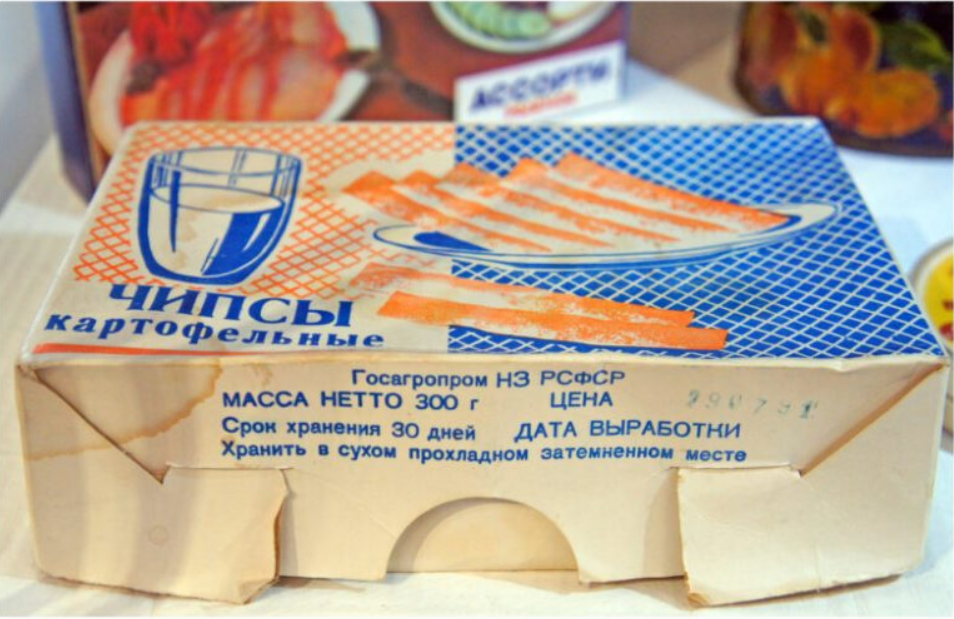 АССОРТИ
ЧИПСЫ
картофельные
Госагропром НЗ РСФСР
МАССА НЕТТО 300 г ЦЕНА
Срок хранения 30 дней ДАТА ВЫРАБОТКИ
Хранить в сухом прохладном затемненном месте